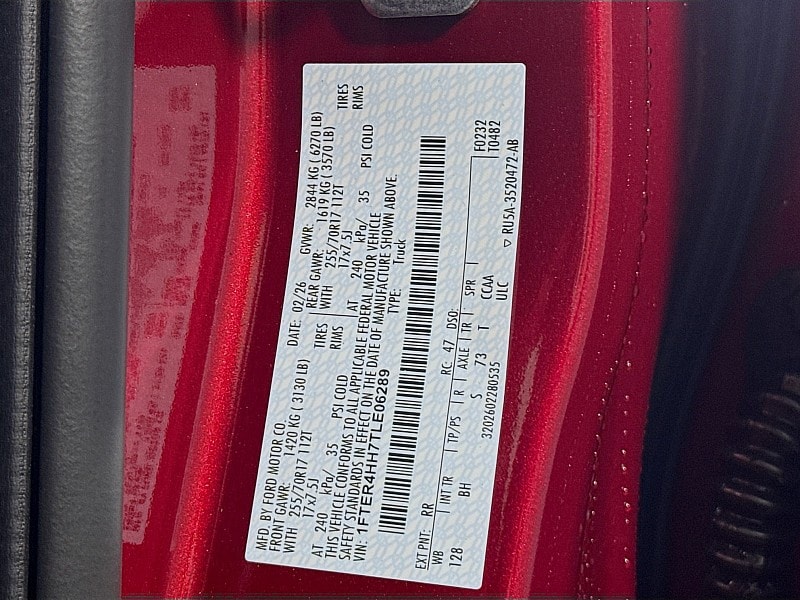 MFD. BY FORD MOTOR CO.
DATE: 02/26 GVWR: 2844 KG ( 6270 LB)
FRONT GAWR: 1420 KG ( 3130 LB) REAR GAWR: 1619 KG ( 3570 LB)
WITH 255/70R17 112T TIRES WITH 255/70R17 112T TIRES
17x7.5J RIMS 17x7.5J RIMS
AT 240 kPa/ 35 PSI COLD AT 240 kPa/ 35 PSI COLD
THIS VEHICLE CONFORMS TO ALL APPLICABLE FEDERAL MOTOR VEHICLE
SAFETY STANDARDS IN EFFECT ON THE DATE OF MANUFACTURE SHOWN ABOVE.
VIN: 1FTER4HH7TLE06289 TYPE: Truck
EXT PNT: RR RC: 47 DSO: F0232
WB INT TR TP/PS R AXLE TR SPR T0482
128 BH S 73 T CCAA
3202602280535 ULC ▽ RU5A-3520472-AB